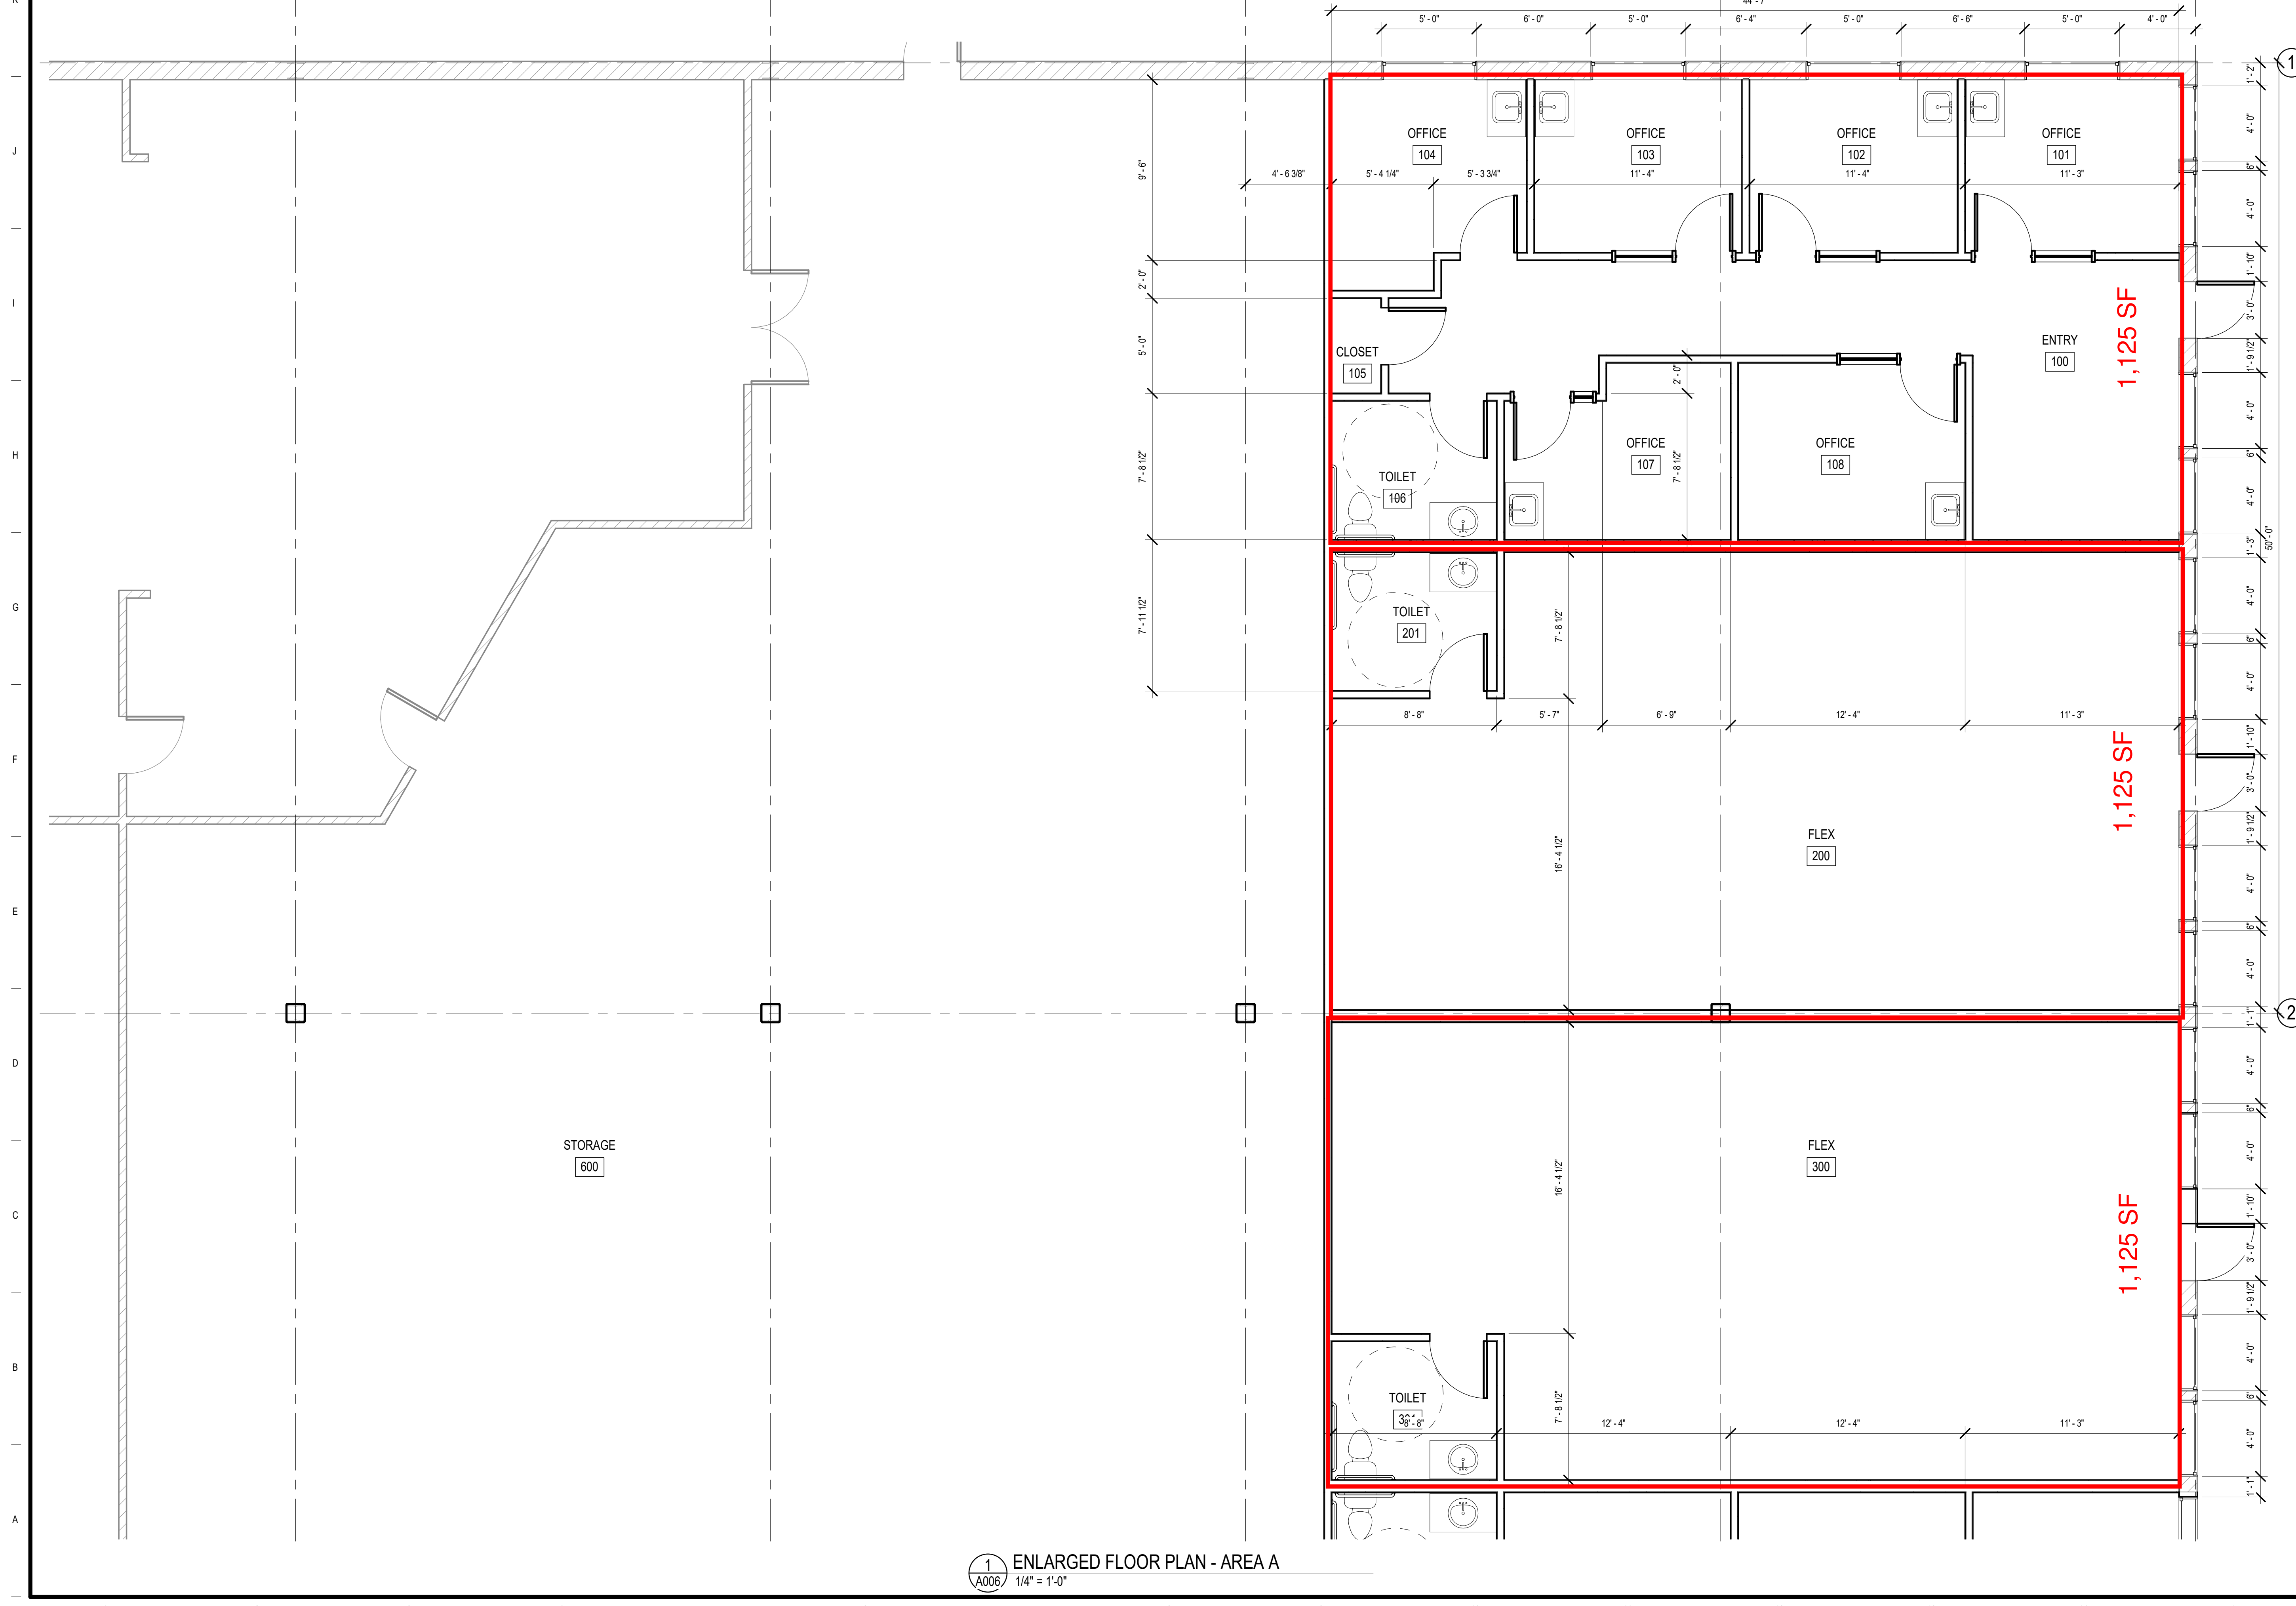 44' - 7"
5' - 0" 6' - 0" 5' - 0" 6' - 4" 5' - 0" 6' - 6" 5' - 0" 4' - 0"
K
1
1' - 2"
J
OFFICE OFFICE OFFICE OFFICE
104 103 102 101
4' - 0"
9' - 6"
6"
4' - 6 3/8" 5' - 4 1/4" 5' - 3 3/4" 11' - 4" 11' - 4" 11' - 3"
4' - 0"
1' - 10"
2' - 0"
I
3' - 0"
1,125 SF
ENTRY
100
5' - 0"
CLOSET
105
1' - 9 1/2"
2' - 0"
4' - 0"
H
OFFICE OFFICE
107 108
6"
7' - 8 1/2"
7' - 8 1/2"
TOILET
106
4' - 0"
50' - 0"
1' - 3"
G
4' - 0"
TOILET
201
7' - 11 1/2"
7' - 8 1/2"
6"
4' - 0"
8' - 8" 5' - 7" 6' - 9" 12' - 4" 11' - 3"
1' - 10"
F
3' - 0"
1,125 SF
FLEX
200
1' - 9 1/2"
16' - 4 1/2"
4' - 0"
E
6"
4' - 0"
2
1' - 1"
D
4' - 0"
6"
STORAGE
600
FLEX
300
4' - 0"
16' - 4 1/2"
C
1' - 10"
1,125 SF
3' - 0"
1' - 9 1/2"
B
4' - 0"
6"
TOILET
7' - 8 1/2"
8' - 8" 12' - 4" 12' - 4" 11' - 3"
4' - 0"
1' - 1"
A
1
A006
ENLARGED FLOOR PLAN - AREA A
1/4" = 1'-0"